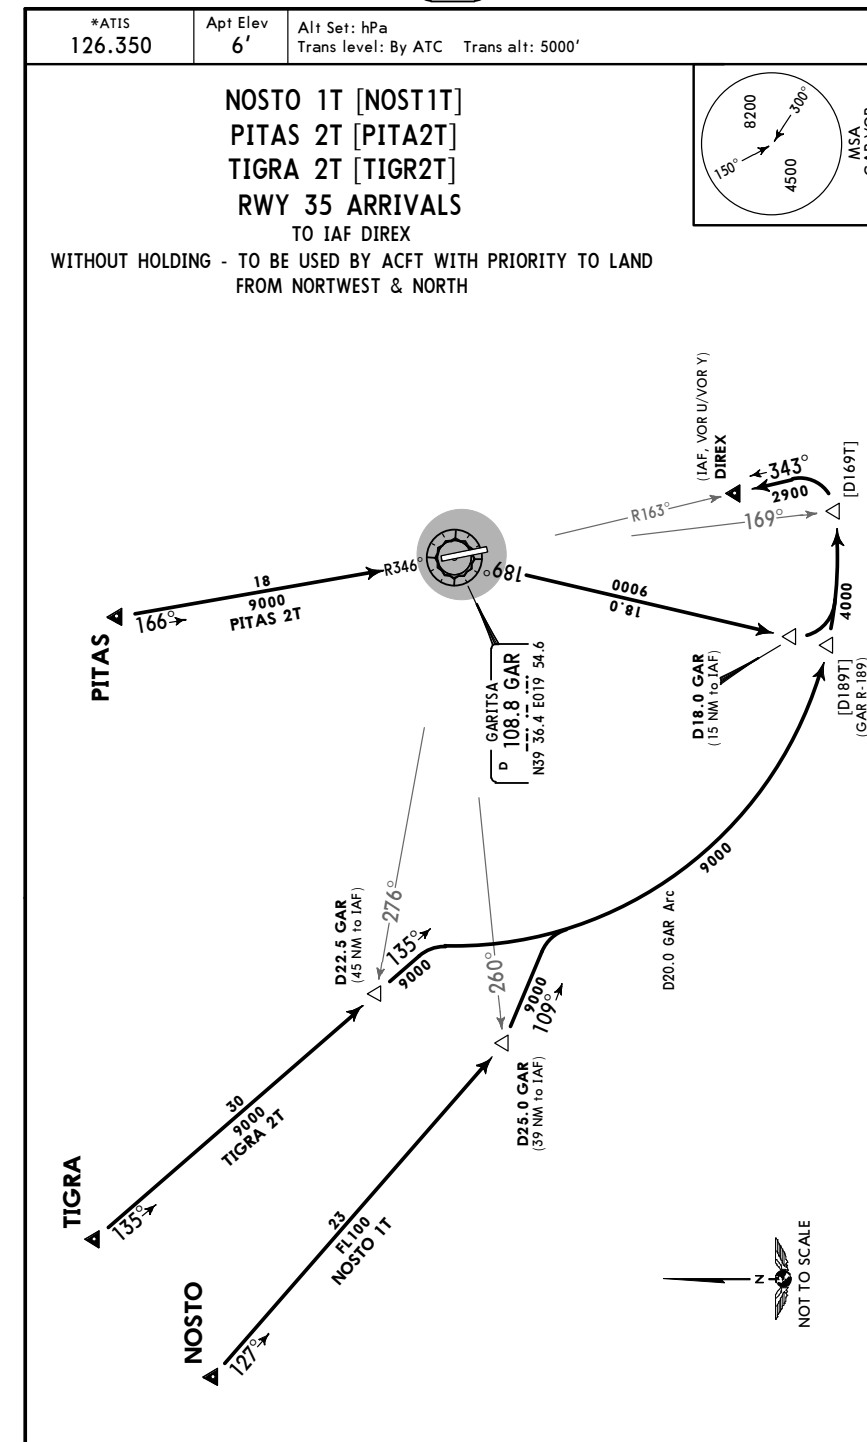 *ATIS
126.350
Apt Elev
6'
Alt Set: hPa
Trans level: By ATC Trans alt: 5000'
NOSTO 1T [NOST1T]
PITAS 2T [PITA2T]
TIGRA 2T [TIGR2T]
RWY 35 ARRIVALS
TO IAF DIREX
WITHOUT HOLDING - TO BE USED BY ACFT WITH PRIORITY TO LAND
FROM NORTWEST & NORTH
8200
300°
150°
4500
MSA
(IAF, VOR U/VOR Y)
DIREX
343°
2900
[D169T]
R163°
169°
R346°
189°
18
9000
PITAS 2T
166°
PITAS
9000
18.0
4000
D18.0 GAR
(15 NM to IAF)
[D189T]
(GAR R-189)
GARITSA
D 108.8 GAR
N39 36.4 E019 54.6
276°
260°
D22.5 GAR
(45 NM to IAF)
135°
9000
9000
D20.0 GAR Arc
9000
109°
D25.0 GAR
(39 NM to IAF)
30
9000
TIGRA 2T
TIGRA
135°
23
FL100
NOSTO 1T
NOSTO
127°
N
NOT TO SCALE